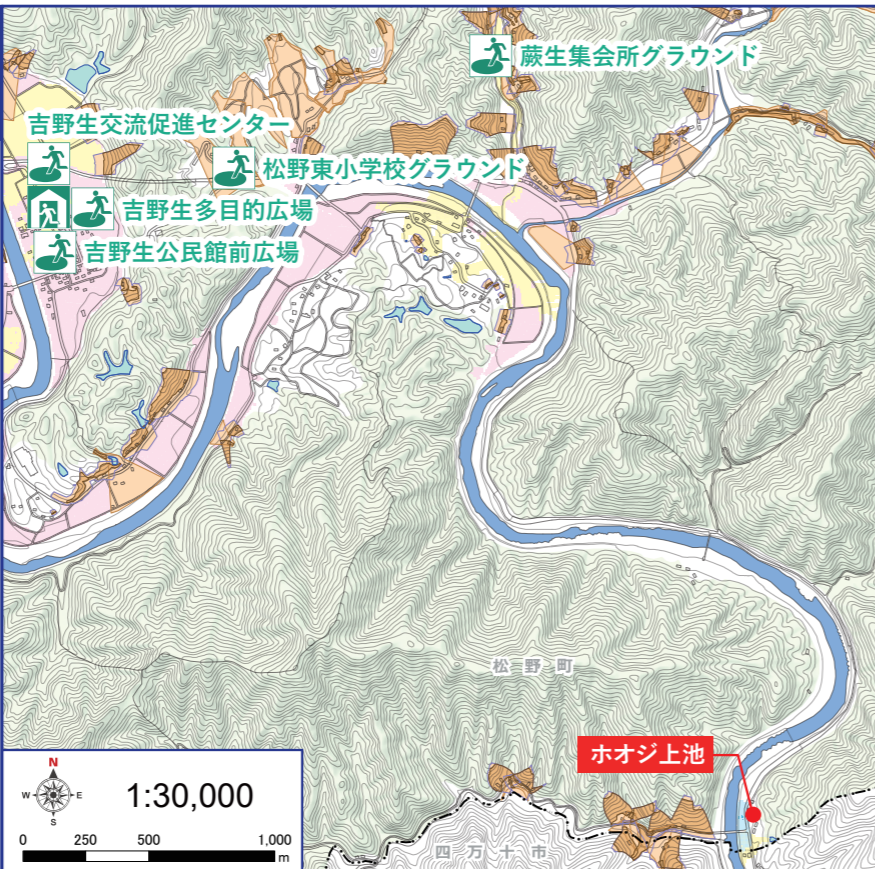 蕨生集会所グラウンド
吉野生交流促進センター
松野東小学校グラウンド
吉野生多目的広場
吉野生公民館前広場
松野町
ホオジ上池
N
W E
S
1:30,000
0 250 500 1,000
m
四万十市